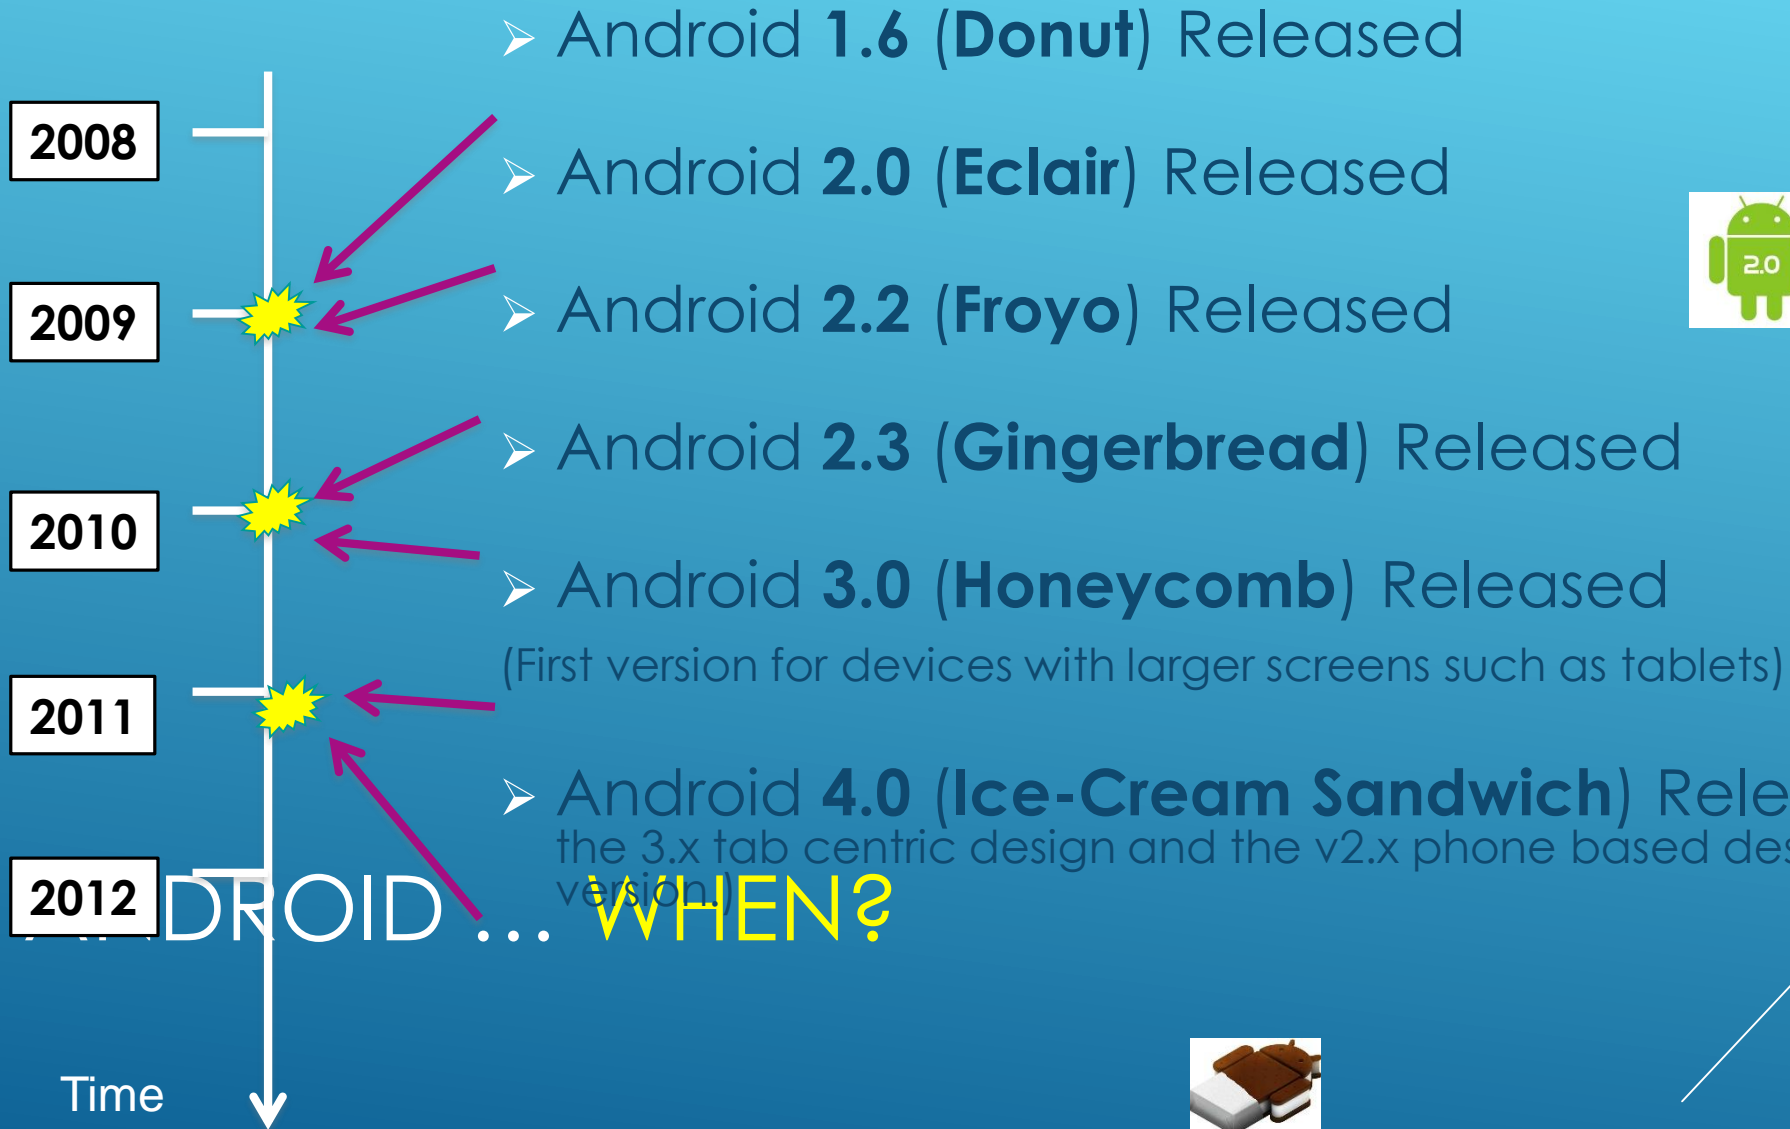 Android 1.6 (Donut) Released
2008
Android 2.0 (Eclair) Released
2.0
2009
Android 2.2 (Froyo) Released
Android 2.3 (Gingerbread) Released
2010
Android 3.0 (Honeycomb) Released
(First version for devices with larger screens such as tablets)
2011
Android 4.0 (Ice-Cream Sandwich)
the 3.x tab centric design and the v2.x phone based
version.)
2012
DROID ... WHEN?
Time